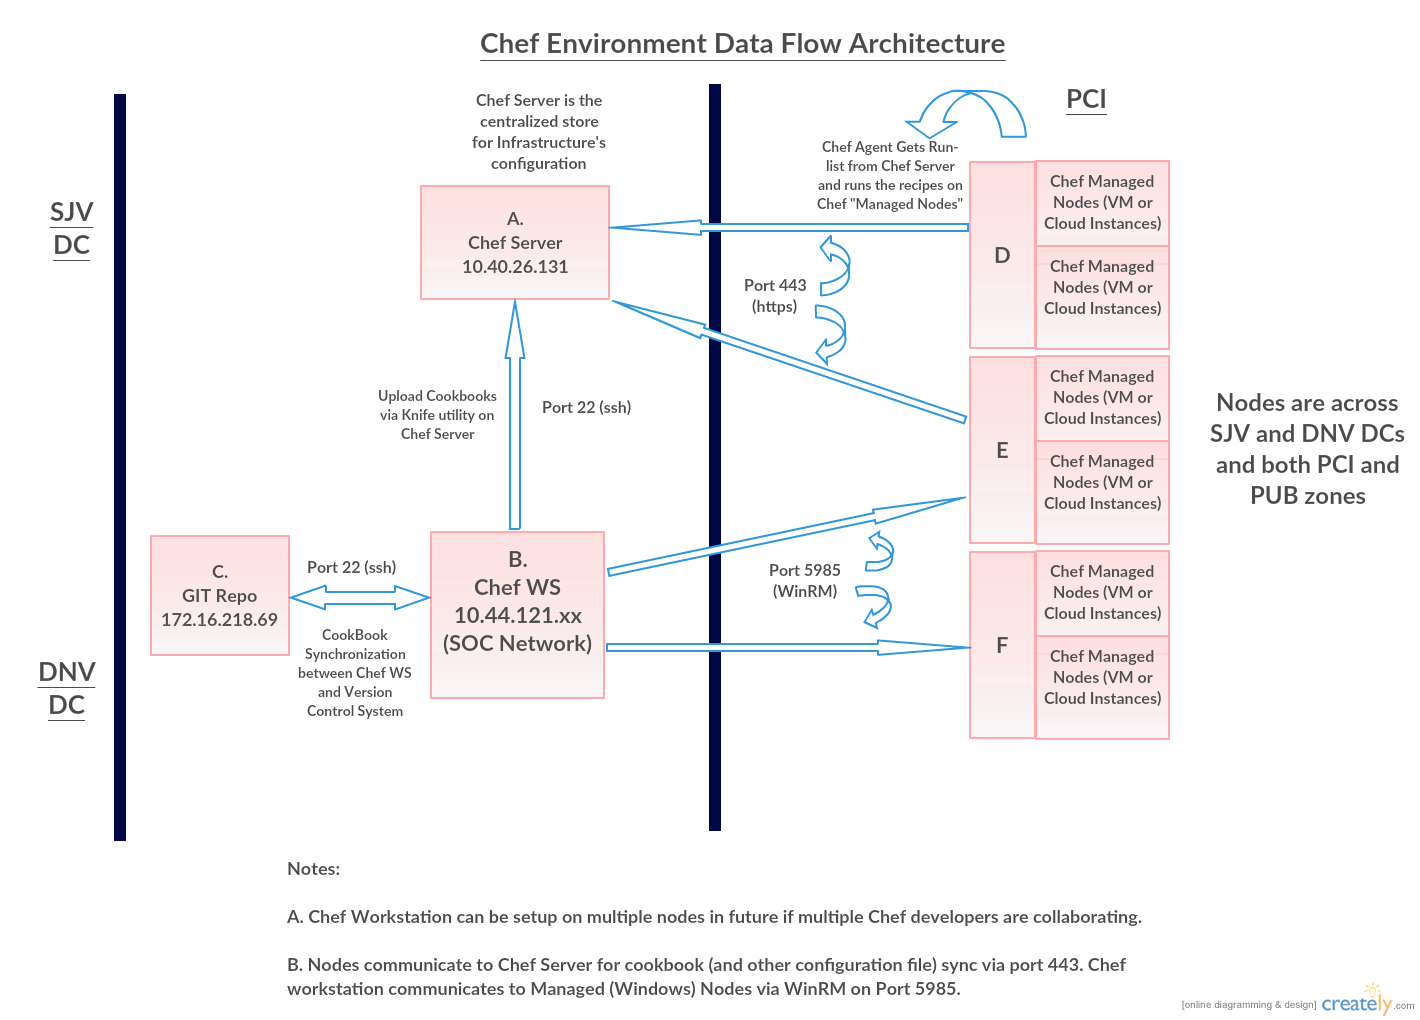 Chef Environment Data Flow Architecture
Chef Server is the
centralized store
for Infrastructure's
configuration
PCI
Chef Agent Gets Run-
list from Chef Server
and runs the recipes on
Chef "Managed Nodes"
SJV
DC
A.
Chef Server
10.40.26.131
D
Chef Managed
Nodes (VM or
Cloud Instances)
Chef Managed
Nodes (VM or
Cloud Instances)
Port 443
(https)
Upload Cookbooks
via Knife utility on
Chef Server
Port 22 (ssh)
E
Chef Managed
Nodes (VM or
Cloud Instances)
Chef Managed
Nodes (VM or
Cloud Instances)
Nodes are across
SJV and DNV DCs
and both PCI and
PUB zones
C.
GIT Repo
172.16.218.69
Port 22 (ssh)
CookBook
Synchronization
between Chef WS
and Version
Control System
B.
Chef WS
10.44.121.xx
(SOC Network)
Port 5985
(WinRM)
F
Chef Managed
Nodes (VM or
Cloud Instances)
Chef Managed
Nodes (VM or
Cloud Instances)
DNV
DC
Notes:
A. Chef Workstation can be setup on multiple nodes in future if multiple Chef developers are collaborating.
B. Nodes communicate to Chef Server for cookbook (and other configuration file) sync via port 443. Chef
workstation communicates to Managed (Windows) Nodes via WinRM on Port 5985.
[online diagramming & design] creately.com